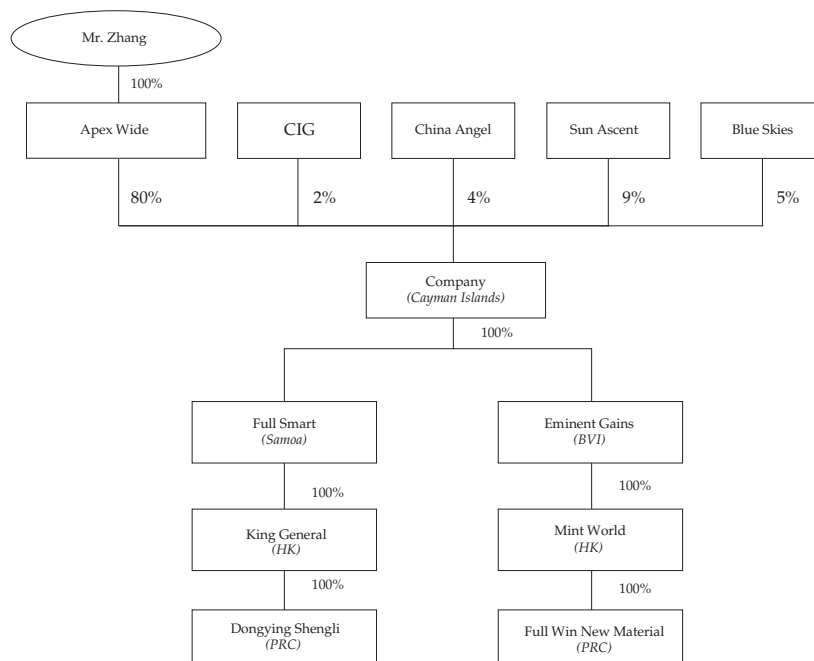 Mr. Zhang
100%
Apex Wide
CIG
China Angel
Sun Ascent
Blue Skies
80%
2%
4%
9%
5%
Company
(Cayman Islands)
100%
Full Smart
(Samoa)
Eminent Gains
(BVI)
100%
100%
King General
(HK)
Mint World
(HK)
100%
100%
Dongying Shengli
(PRC)
Full Win New Material
(PRC)